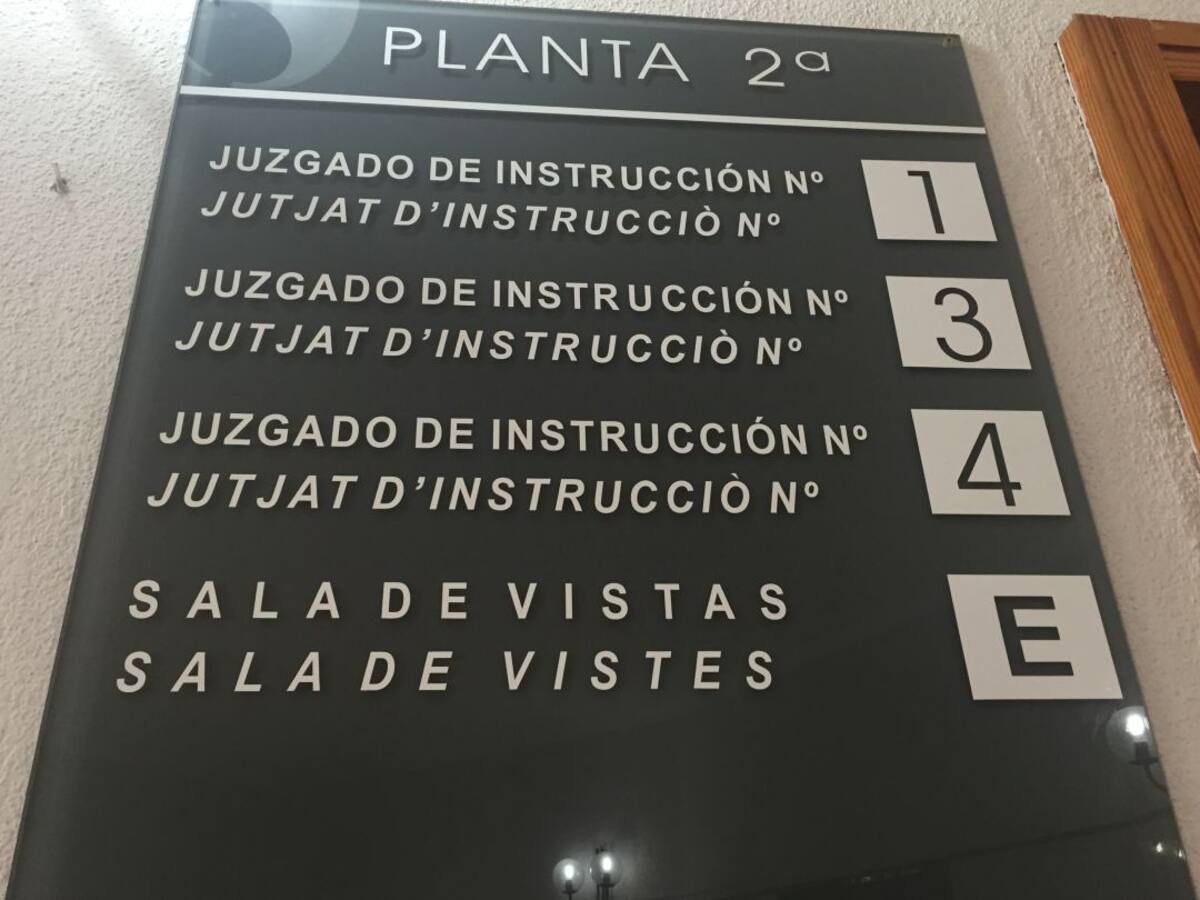 PLANTA 2ª
JUZGADO DE INSTRUCCIÓN Nº 1
JUTJAT D’INSTRUCCIÒ Nº
JUZGADO DE INSTRUCCIÓN Nº 3
JUTJAT D’INSTRUCCIÒ Nº
JUZGADO DE INSTRUCCIÓN Nº 4
JUTJAT D’INSTRUCCIÒ Nº
SALA DE VISTAS E
SALA DE VISTES